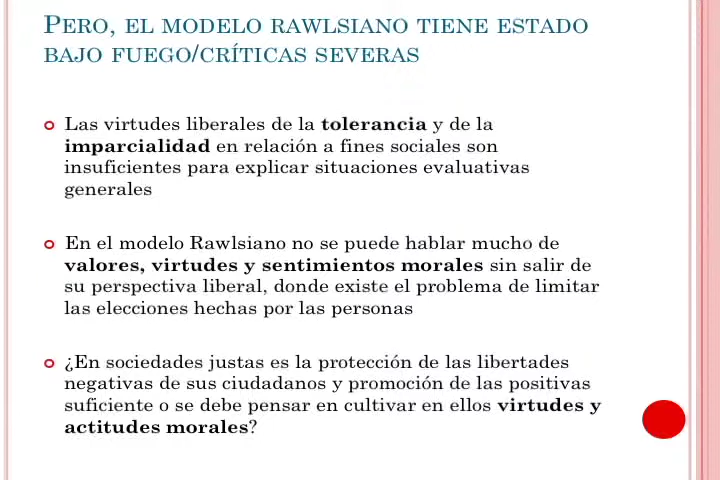 PERO, EL MODELO RAWLSIANO TIENE ESTADO
BAJO FUEGO/CRÍTICAS SEVERAS
Las virtudes liberales de la tolerancia y de la
imparcialidad en relación a fines sociales son
insuficientes para explicar situaciones evaluativas
generales
En el modelo Rawlsiano no se puede hablar mucho de
valores, virtudes y sentimientos morales sin salir de
su perspectiva liberal, donde existe el problema de limitar
las elecciones hechas por las personas
¿En sociedades justas es la protección de las libertades
negativas de sus ciudadanos y promoción de las positivas
suficiente o se debe pensar en cultivar en ellos virtudes y
actitudes morales?